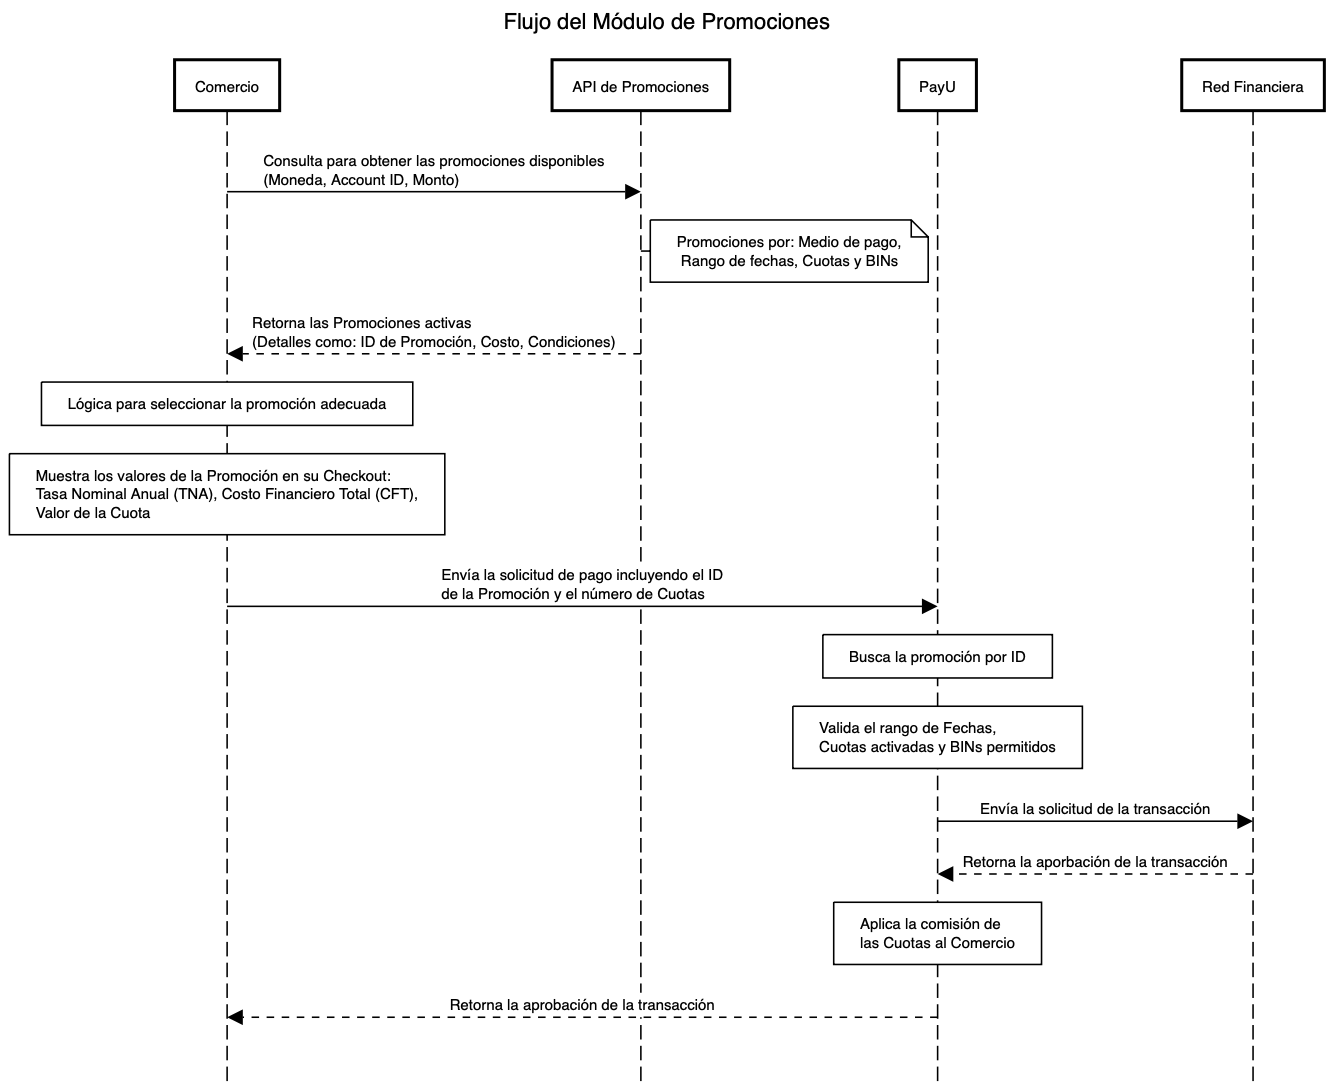 Flujo del Módulo de Promociones
Comercio
API de Promociones
PayU
Red Financiera
Consulta para obtener las promociones disponibles
(Moneda, Account ID, Monto)
Promociones por: Medio de pago,
Rango de fechas, Cuotas y BINs
Retorna las Promociones activas
(Detalles como: ID de Promoción, Costo, Condiciones)
Lógica para seleccionar la promoción adecuada
Muestra los valores de la Promoción en su Checkout:
Tasa Nominal Anual (TNA), Costo Financiero Total (CFT),
Valor de la Cuota
Envía la solicitud de pago incluyendo el ID
de la Promoción y el número de Cuotas
Busca la promoción por ID
Valida el rango de Fechas,
Cuotas activadas y BINs permitidos
Envía la solicitud de la transacción
Retorna la aporbación de la transacción
Aplica la comisión de
las Cuotas al Comercio
Retorna la aprobación de la transacción